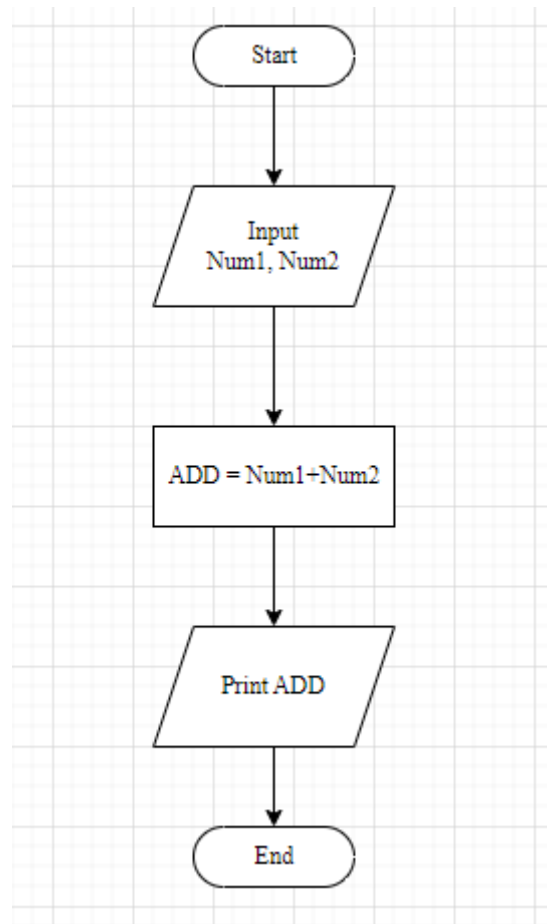 Start
Input
Num1, Num2
ADD = Num1+Num2
Print ADD
End